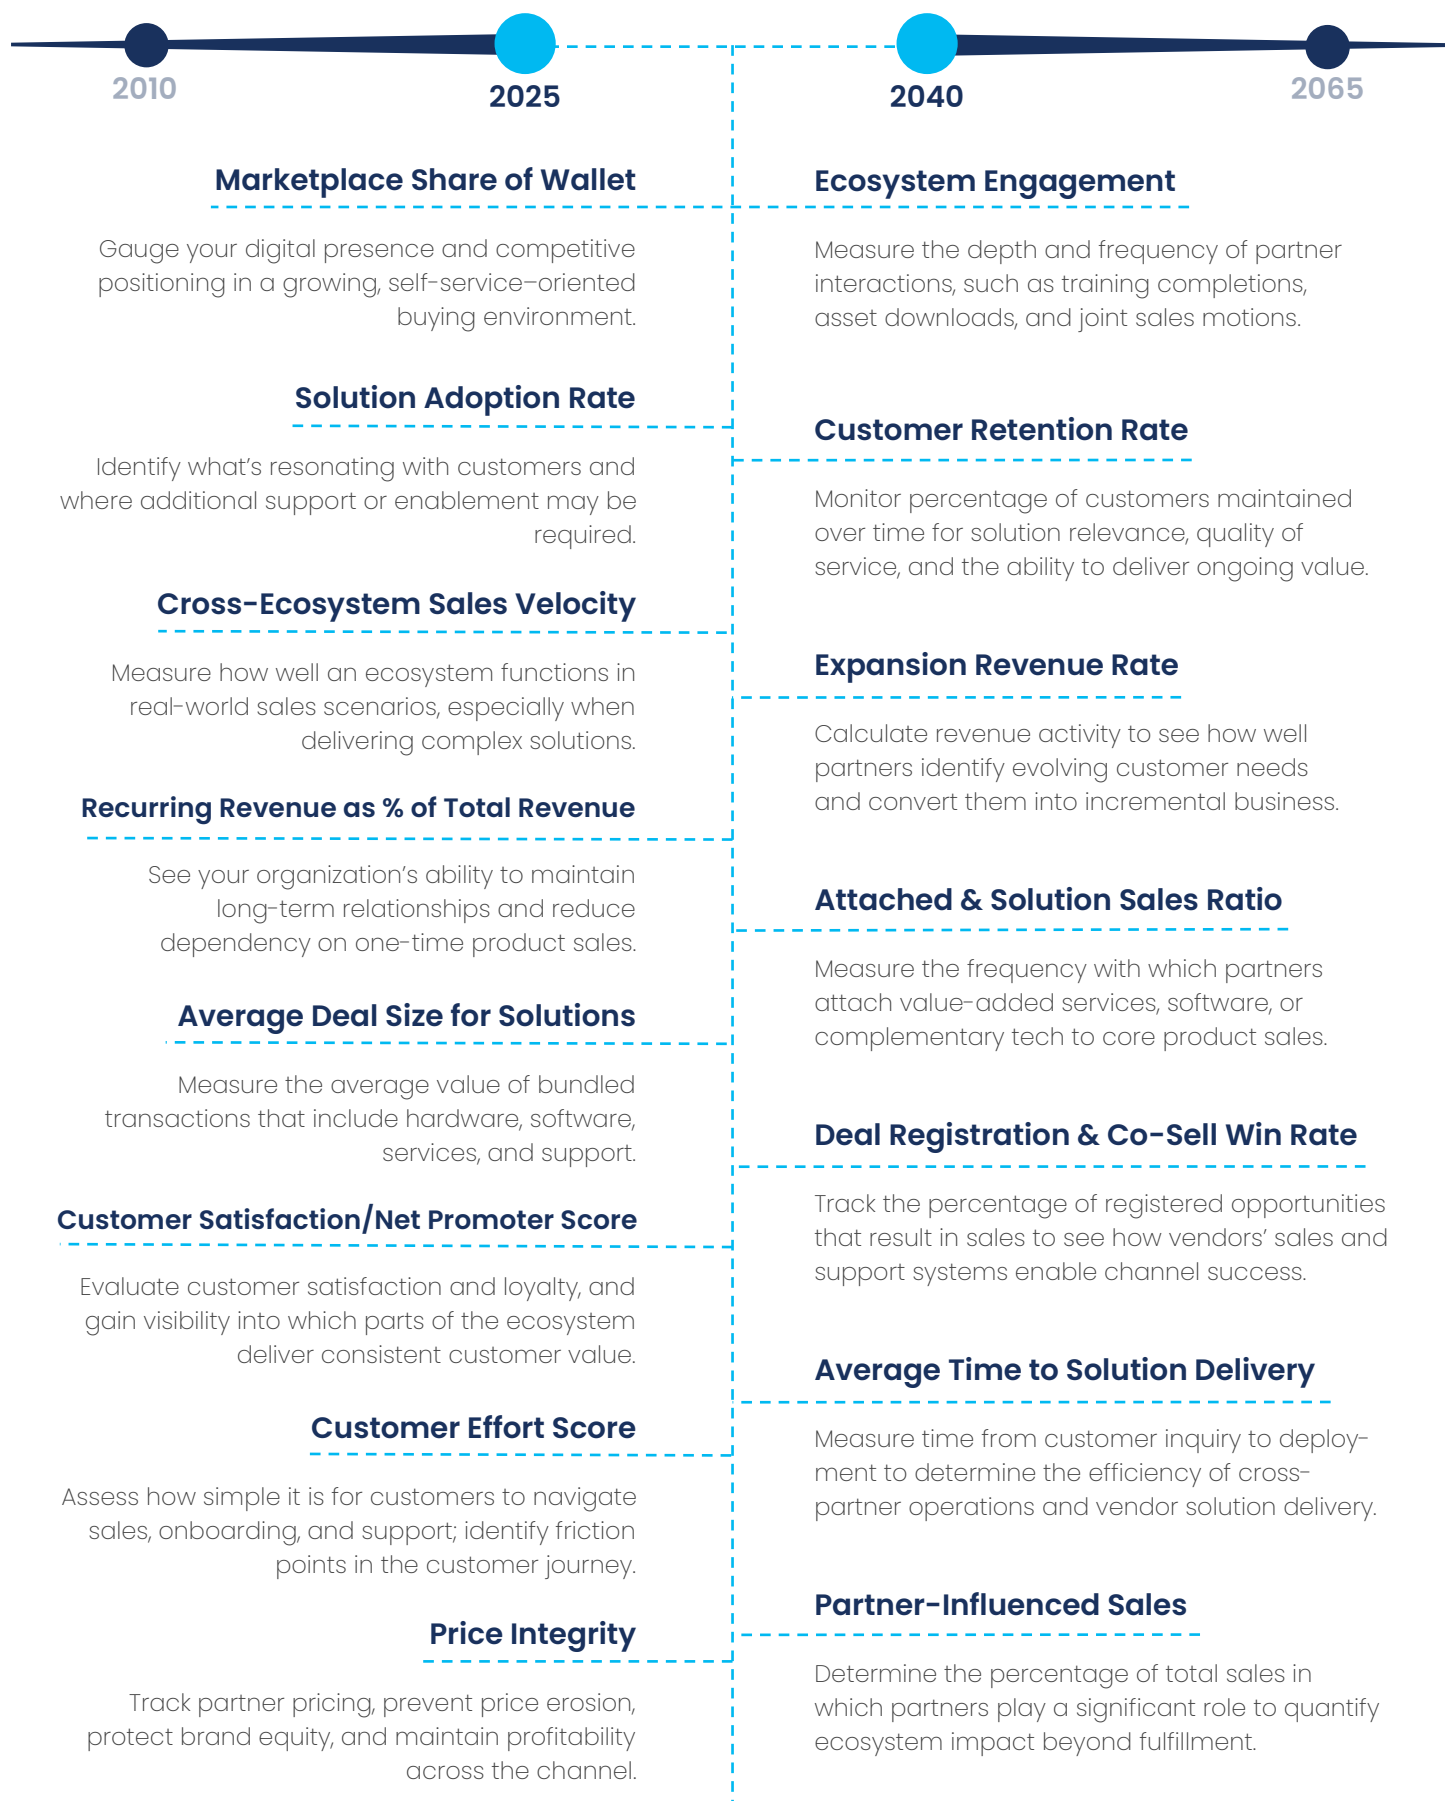 2010
2025
2040
2065
Marketplace Share of Wallet
Gauge your digital presence and competitive
positioning in a growing, self-service–oriented
buying environment.
Solution Adoption Rate
Identify what’s resonating with customers and
where additional support or enablement may be
required.
Cross-Ecosystem Sales Velocity
Measure how well an ecosystem functions in
real-world sales scenarios, especially when
delivering complex solutions.
Recurring Revenue as % of Total Revenue
See your organization’s ability to maintain
long-term relationships and reduce
dependency on one-time product sales.
Average Deal Size for Solutions
Measure the average value of bundled
transactions that include hardware, software,
services, and support.
Customer Satisfaction/Net Promoter Score
Evaluate customer satisfaction and loyalty, and
gain visibility into which parts of the ecosystem
deliver consistent customer value.
Customer Effort Score
Assess how simple it is for customers to navigate
sales, onboarding, and support; identify friction
points in the customer journey.
Price Integrity
Track partner pricing, prevent price erosion,
protect brand equity, and maintain profitability
across the channel.
Ecosystem Engagement
Measure the depth and frequency of partner
interactions, such as training completions,
asset downloads, and joint sales motions.
Customer Retention Rate
Monitor percentage of customers maintained
over time for solution relevance, quality of
service, and the ability to deliver ongoing value.
Expansion Revenue Rate
Calculate revenue activity to see how well
partners identify evolving customer needs
and convert them into incremental business.
Attached & Solution Sales Ratio
Measure the frequency with which partners
attach value-added services, software, or
complementary tech to core product sales.
Deal Registration & Co-Sell Win Rate
Track the percentage of registered opportunities
that result in sales to see how vendors’ sales and
support systems enable channel success.
Average Time to Solution Delivery
Measure time from customer inquiry to deploy-
ment to determine the efficiency of cross-
partner operations and vendor solution delivery.
Partner-Influenced Sales
Determine the percentage of total sales in
which partners play a significant role to quantify
ecosystem impact beyond fulfillment.